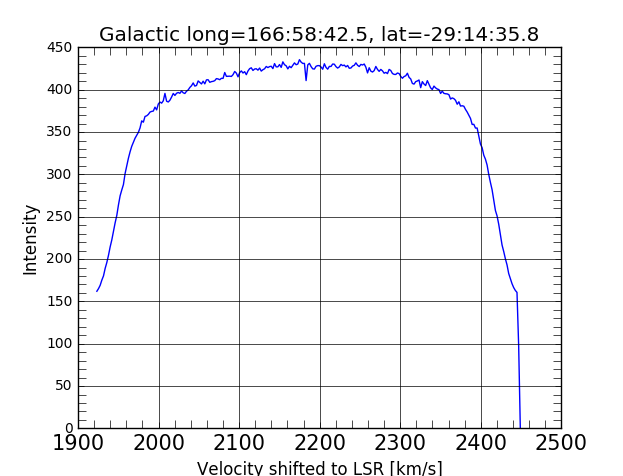 Galactic long=166:58:42.5, lat=-29:14:35.8
450
400
350
300
250
200
150
100
50
0
Intensity
1900 2000 2100 2200 2300 2400 2500
Velocity shifted to LSR [km/s]